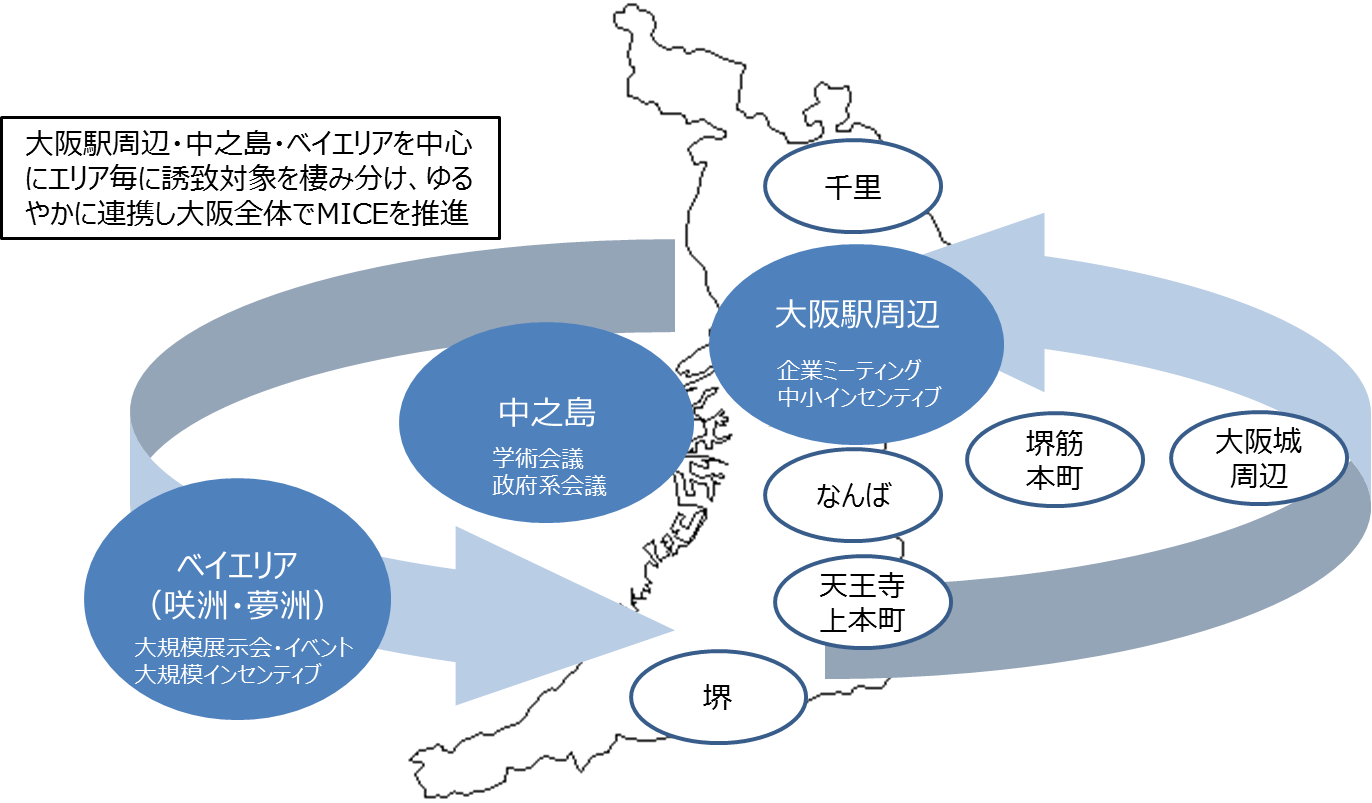 大阪駅周辺・中之島・ベイエリアを中心
にエリア毎に誘致対象を棲み分け、ゆる
やかに連携し大阪全体でMICEを推進
千里
大阪駅周辺
企業ミーティング
中小インセンティブ
中之島
学術会議
政府系会議
堺筋
本町
大阪城
周辺
なんば
ベイエリア
（咲洲・夢洲）
大規模展示会・イベント
大規模インセンティブ
天王寺
上本町
堺